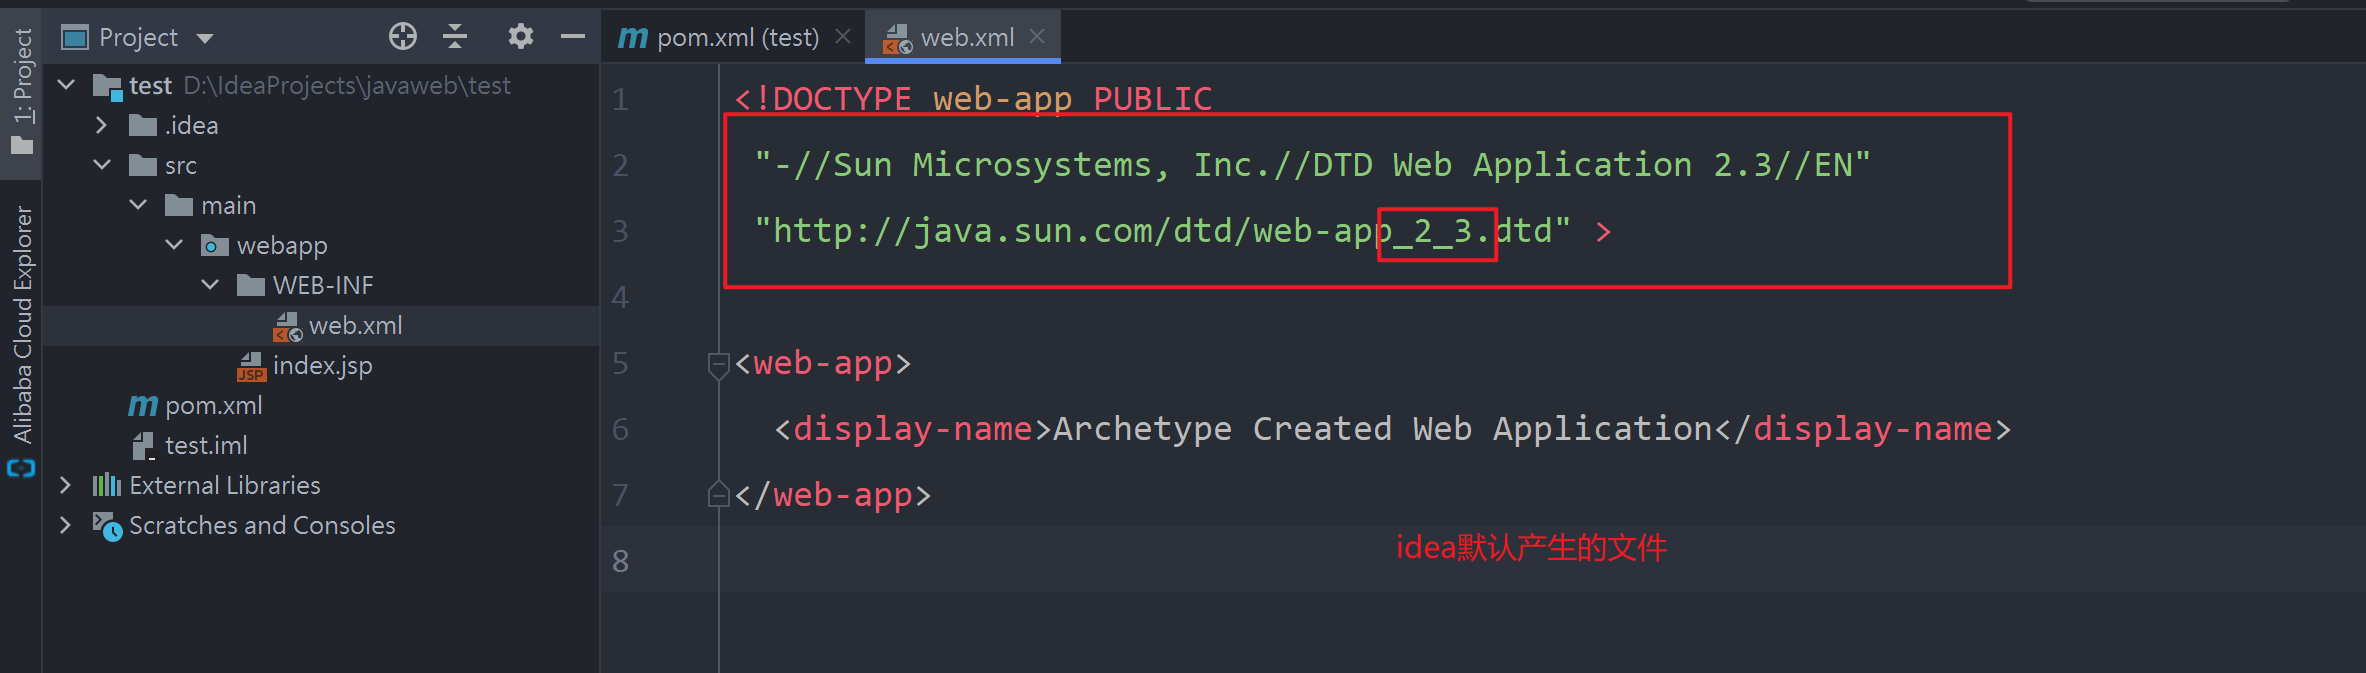 1: Project
Alibaba Cloud Explorer
Project
test D:\IdeaProjects\javaweb\test
.idea
src
main
webapp
WEB-INF
web.xml
index.jsp
pom.xml
test.iml
External Libraries
Scratches and Consoles
pom.xml (test)
web.xml
1 <!DOCTYPE web-app PUBLIC
2 "-//Sun Microsystems, Inc.//DTD Web Application 2.3//EN"
3 "http://java.sun.com/dtd/web-app_2_3.dtd" >
4
5 <web-app>
6 <display-name>Archetype Created Web Application</display-name>
7 </web-app>
8
idea默认产生的文件